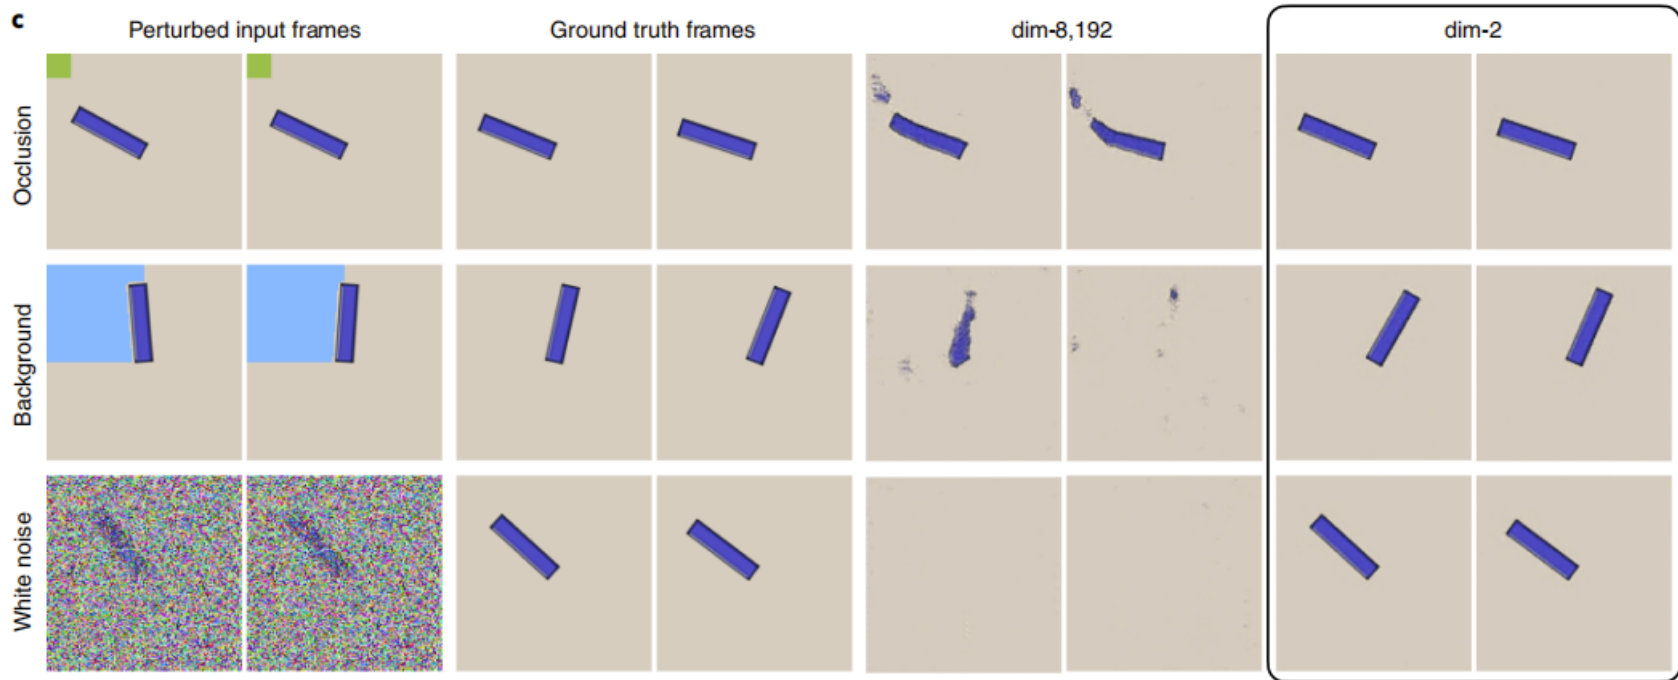 c
Perturbed input frames
Ground truth frames
dim-8,192
dim-2
Occlusion
Background
White noise